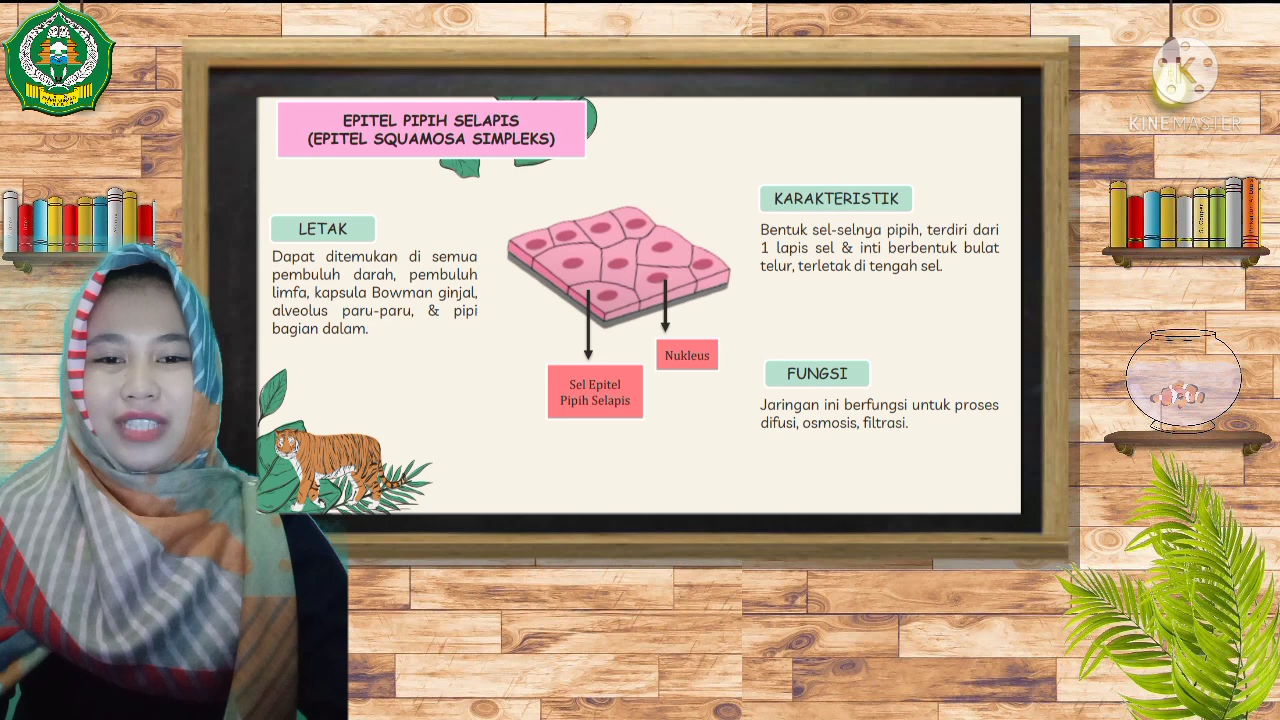 EPITEL PIPIH SELAPIS
(EPITEL SQUAMOSA SIMPLEKS)
LETAK
Dapat ditemukan di semua
pembuluh darah, pembuluh
limfa, kapsula Bowman ginjal,
alveolus paru-paru, & pipi
bagian dalam.
Nukleus
Sel Epitel
Pipih Selapis
KARAKTERISTIK
Bentuk sel-selnya pipih, terdiri dari
1 lapis sel & inti berbentuk bulat
telur, terletak di tengah sel.
FUNGSI
Jaringan ini berfungsi untuk proses
difusi, osmosis, filtrasi.
K
KINEMASTER